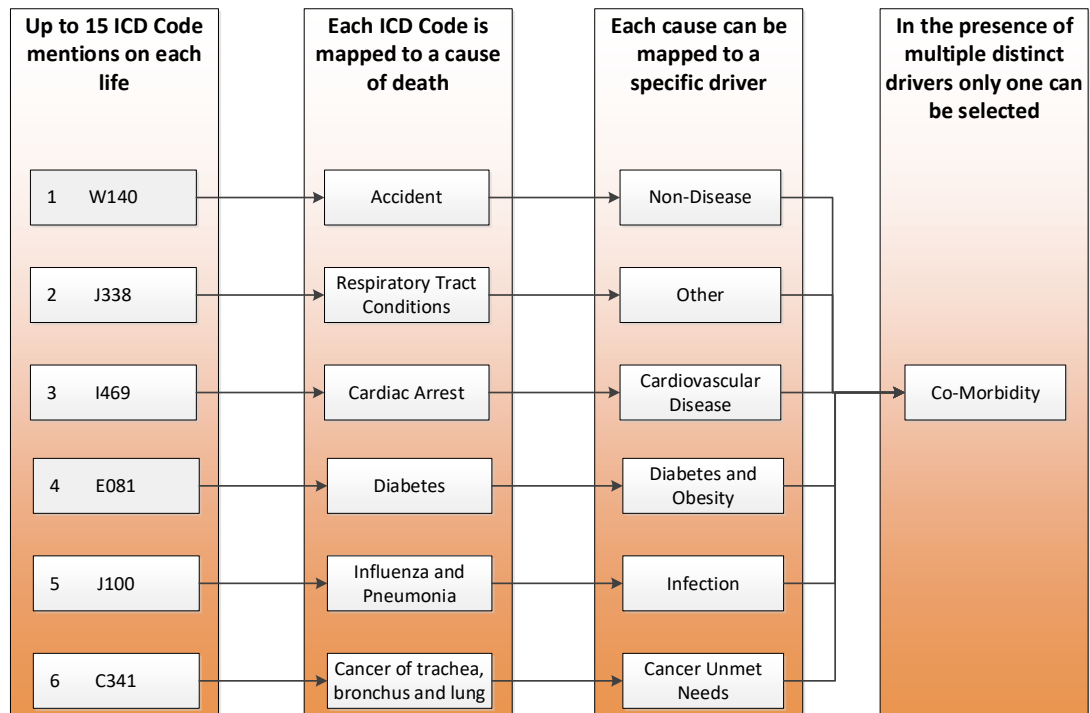 Up to 15 ICD Code
mentions on each
life
Each ICD Code is
mapped to a cause
of death
Each cause can be
mapped to a
specific driver
In the presence of
multiple distinct
drivers only one can
be selected
1 W140
Accident
Non-Disease
2 J338
Respiratory Tract
Conditions
Other
3 I469
Cardiac Arrest
Cardiovascular
Disease
Co-Morbidity
4 E081
Diabetes
Diabetes and
Obesity
5 J100
Influenza and
Pneumonia
Infection
6 C341
Cancer of trachea,
bronchus and lung
Cancer Unmet
Needs